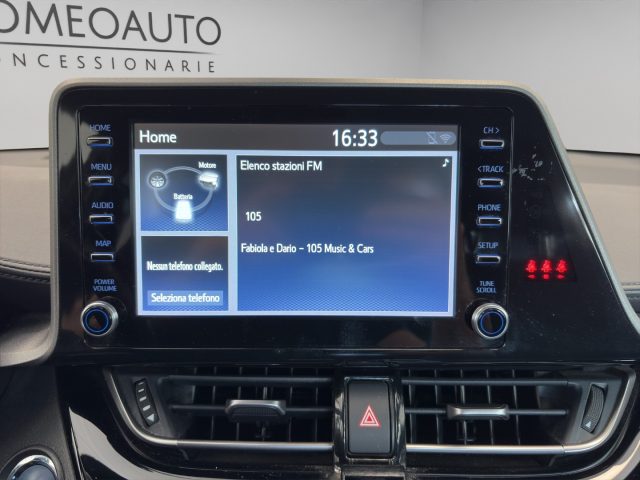 OMEOAUTO
ONCESSIONARIE
HOME
MENU
AUDIO
MAP
POWER
VOLUME
Home
16:33
Motore
Batteria
Nessun telefono collegato.
Seleziona telefono
Elenco stazioni FM
105
Fabiola e Dario - 105 Music & Cars
CH >
< TRACK
PHONE
SETUP
TUNE
SCROLL